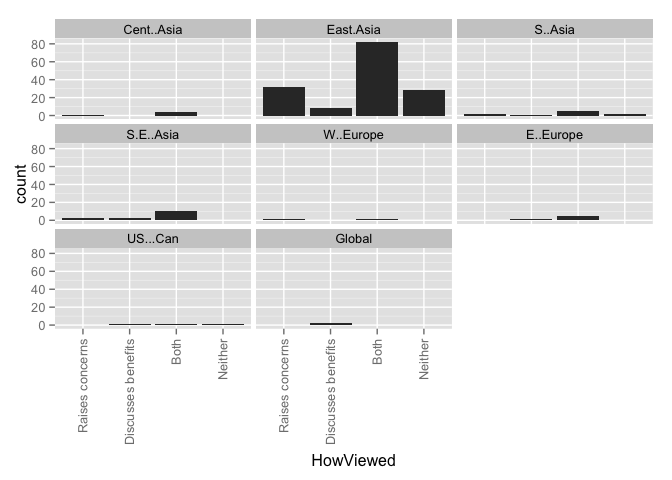 Cent..Asia
East.Asia
S..Asia
80
60
40
20
0
S.E..Asia
W..Europe
E..Europe
80
60
40
20
0
US...Can
Global
80
60
40
20
0
count
Raises concerns
Discusses benefits
Both
Neither
Raises concerns
Discusses benefits
Both
Neither
HowViewed